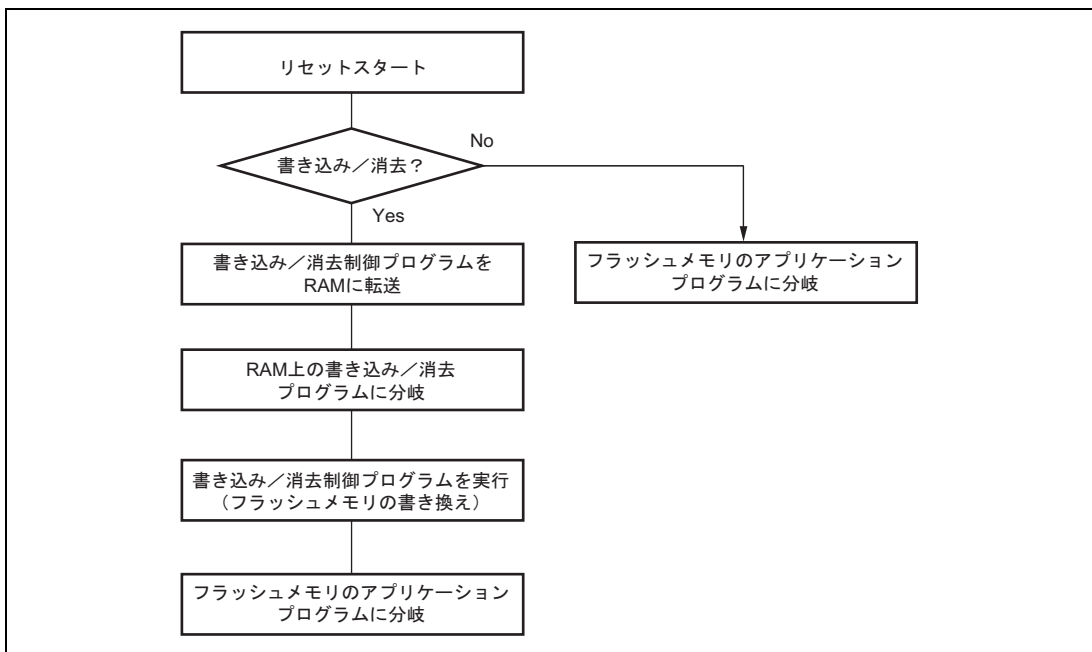 リセットスタート
書き込み／消去？
No
Yes
書き込み／消去制御プログラムを
RAMに転送
フラッシュメモリのアプリケーション
プログラムに分岐
RAM上の書き込み／消去
プログラムに分岐
書き込み／消去制御プログラムを実行
（フラッシュメモリの書き換え）
フラッシュメモリのアプリケーション
プログラムに分岐